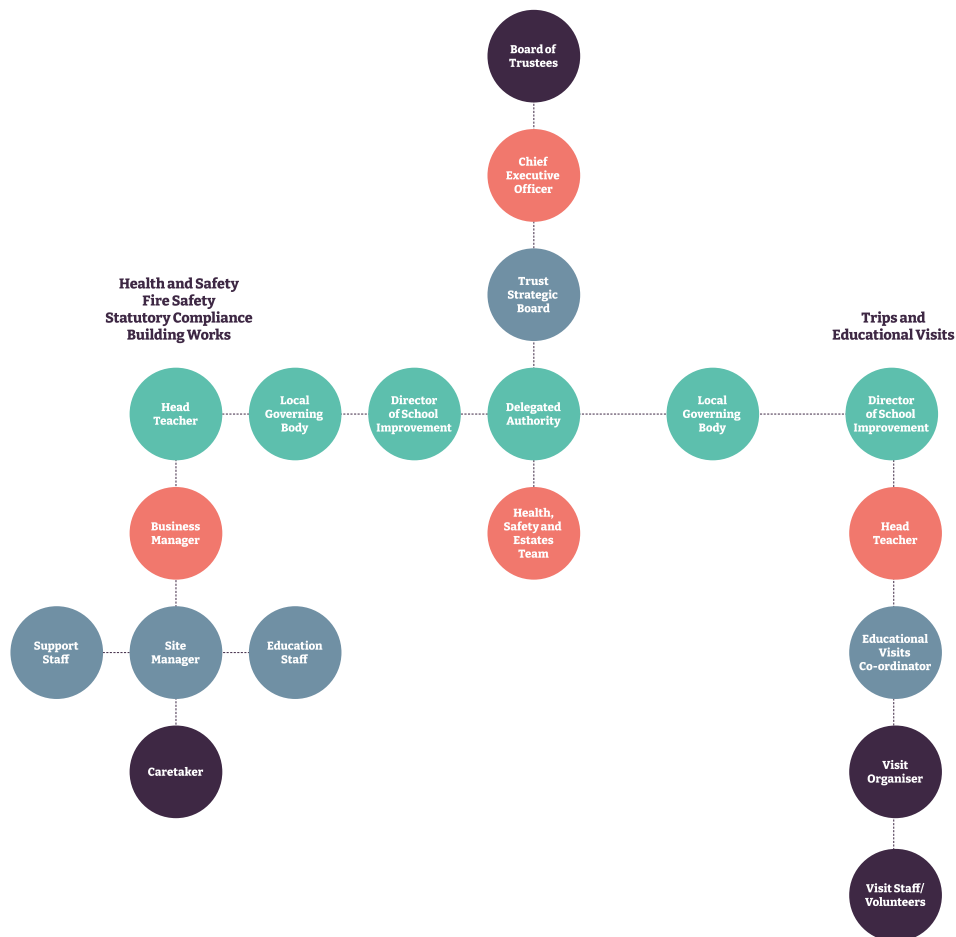 Board of
Trustees
Chief
Executive
Officer
Trust
Strategic
Board
Health and Safety
Fire Safety
Statutory Compliance
Building Works
Trips and
Educational Visits
Head
Teacher
Local
Governing
Body
Director
of School
Improvement
Delegated
Authority
Local
Governing
Body
Director
of School
Improvement
Business
Manager
Health,
Safety and
Estates
Team
Head
Teacher
Support
Staff
Site
Manager
Education
Staff
Educational
Visits
Co-ordinator
Caretaker
Visit
Organiser
Visit Staff/
Volunteers